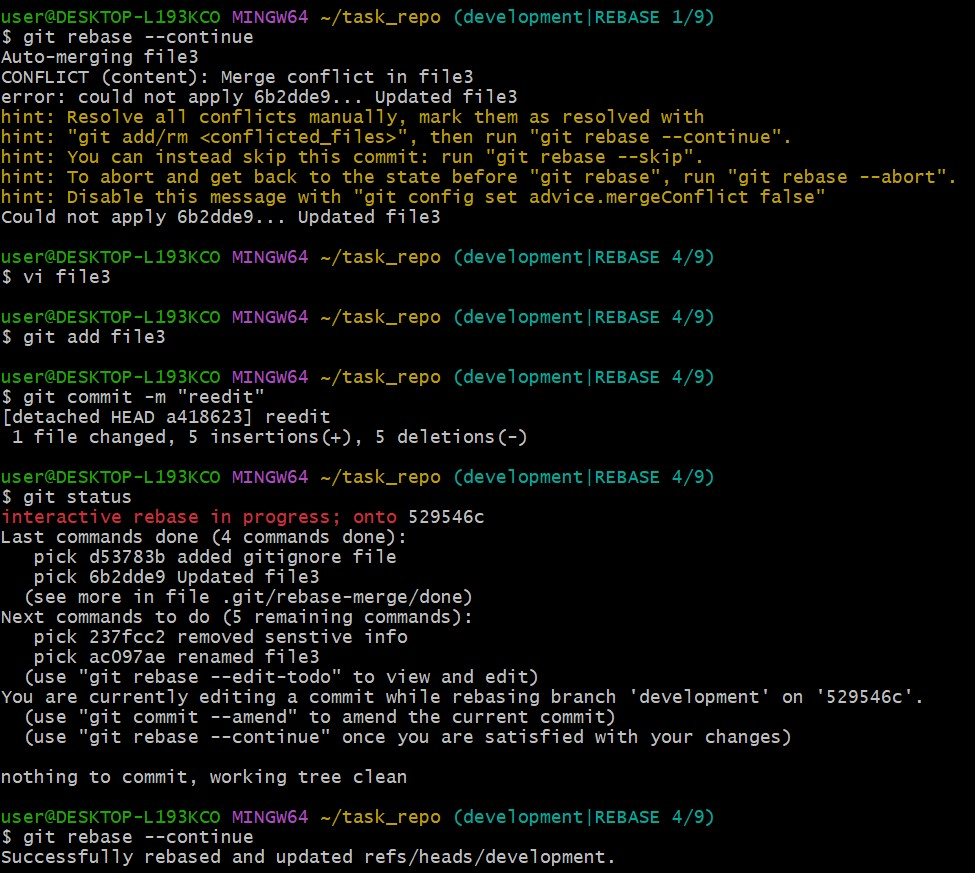 user@DESKTOP-L193KCO MINGW64 ~/task_repo (development|REBASE 1/9)
$ git rebase --continue
Auto-merging file3
CONFLICT (content): Merge conflict in file3
error: could not apply 6b2dde9... Updated file3
hint: Resolve all conflicts manually, mark them as resolved with
hint: "git add/rm <conflicted_files>", then run "git rebase --continue".
hint: You can instead skip this commit: run "git rebase --skip".
hint: To abort and get back to the state before "git rebase", run "git rebase --abort".
hint: Disable this message with "git config set advice.mergeConflict false"
Could not apply 6b2dde9... Updated file3
user@DESKTOP-L193KCO MINGW64 ~/task_repo (development|REBASE 4/9)
$ vi file3
user@DESKTOP-L193KCO MINGW64 ~/task_repo (development|REBASE 4/9)
$ git add file3
user@DESKTOP-L193KCO MINGW64 ~/task_repo (development|REBASE 4/9)
$ git commit -m "reedit"
[detached HEAD a418623] reedit
 1 file changed, 5 insertions(+), 5 deletions(-)
user@DESKTOP-L193KCO MINGW64 ~/task_repo (development|REBASE 4/9)
$ git status
interactive rebase in progress; onto 529546c
Last commands done (4 commands done):
   pick d53783b added gitignore file
   pick 6b2dde9 Updated file3
  (see more in file .git/rebase-merge/done)
Next commands to do (5 remaining commands):
   pick 237fcc2 removed senstive info
   pick ac097ae renamed file3
  (use "git rebase --edit-todo" to view and edit)
You are currently editing a commit while rebasing branch 'development' on '529546c'.
  (use "git commit --amend" to amend the current commit)
  (use "git rebase --continue" once you are satisfied with your changes)
nothing to commit, working tree clean
user@DESKTOP-L193KCO MINGW64 ~/task_repo (development|REBASE 4/9)
$ git rebase --continue
Successfully rebased and updated refs/heads/development.